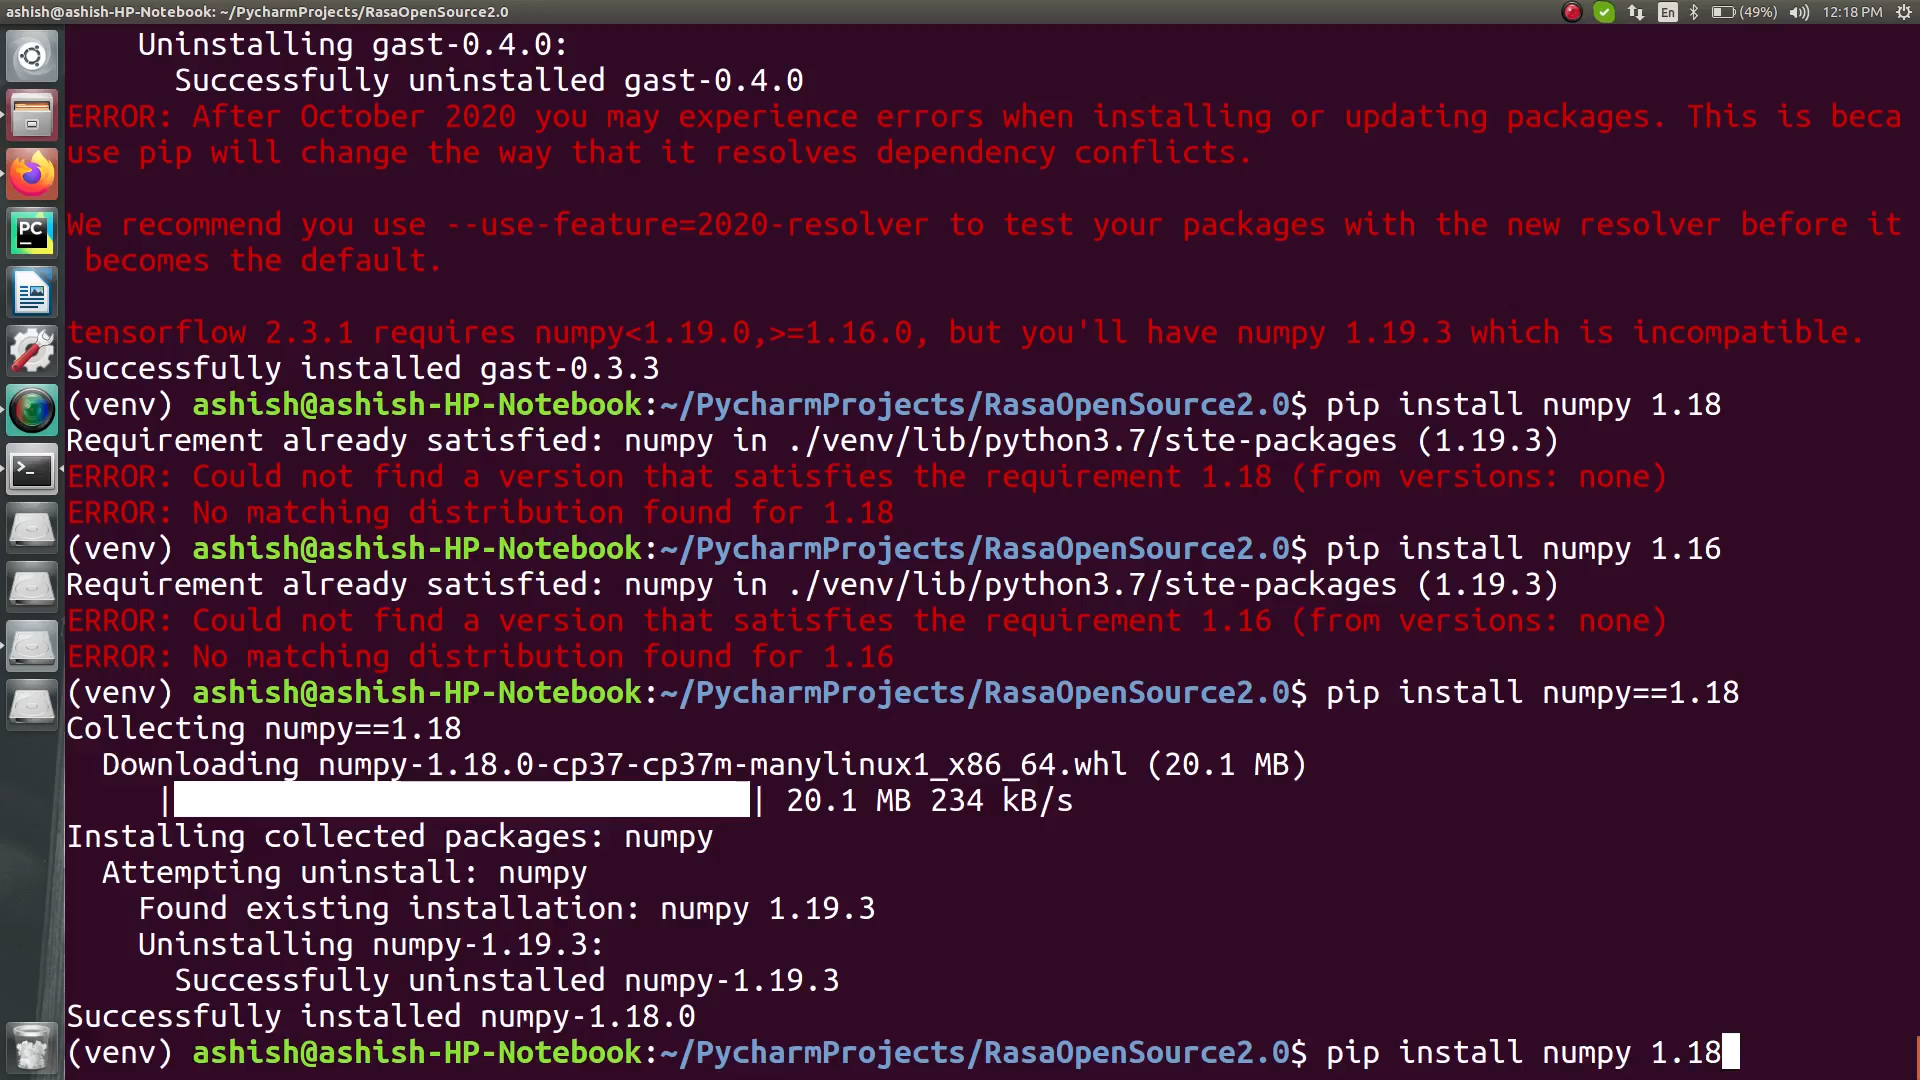 ashish@ashish-HP-Notebook: ~/PycharmProjects/RasaOpenSource2.0
En (49%) 12:18 PM
PC
Uninstalling gast-0.4.0:
Successfully uninstalled gast-0.4.0
ERROR: After October 2020 you may experience errors when installing or updating packages. This is beca
use pip will change the way that it resolves dependency conflicts.
We recommend you use --use-feature=2020-resolver to test your packages with the new resolver before it
becomes the default.
tensorflow 2.3.1 requires numpy<1.19.0,>=1.16.0, but you'll have numpy 1.19.3 which is incompatible.
Successfully installed gast-0.3.3
(venv) ashish@ashish-HP-Notebook:~/PycharmProjects/RasaOpenSource2.0$ pip install numpy 1.18
Requirement already satisfied: numpy in ./venv/lib/python3.7/site-packages (1.19.3)
ERROR: Could not find a version that satisfies the requirement 1.18 (from versions: none)
ERROR: No matching distribution found for 1.18
(venv) ashish@ashish-HP-Notebook:~/PycharmProjects/RasaOpenSource2.0$ pip install numpy 1.16
Requirement already satisfied: numpy in ./venv/lib/python3.7/site-packages (1.19.3)
ERROR: Could not find a version that satisfies the requirement 1.16 (from versions: none)
ERROR: No matching distribution found for 1.16
(venv) ashish@ashish-HP-Notebook:~/PycharmProjects/RasaOpenSource2.0$ pip install numpy==1.18
Collecting numpy==1.18
Downloading numpy-1.18.0-cp37-cp37m-manylinux1_x86_64.whl (20.1 MB)
| | 20.1 MB 234 kB/s
Installing collected packages: numpy
Attempting uninstall: numpy
Found existing installation: numpy 1.19.3
Uninstalling numpy-1.19.3:
Successfully uninstalled numpy-1.19.3
Successfully installed numpy-1.18.0
(venv) ashish@ashish-HP-Notebook:~/PycharmProjects/RasaOpenSource2.0$ pip install numpy 1.18